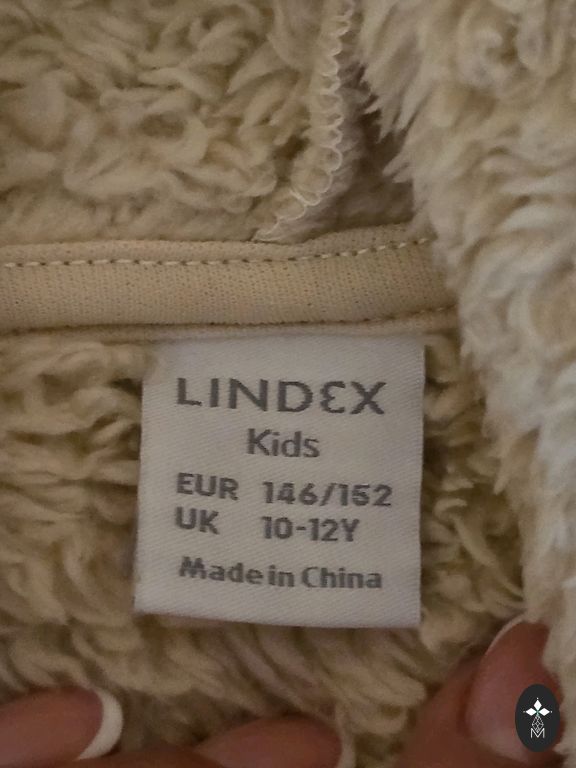 LINDEX
Kids
EUR 146/152
UK 10-12Y
Made in China
M